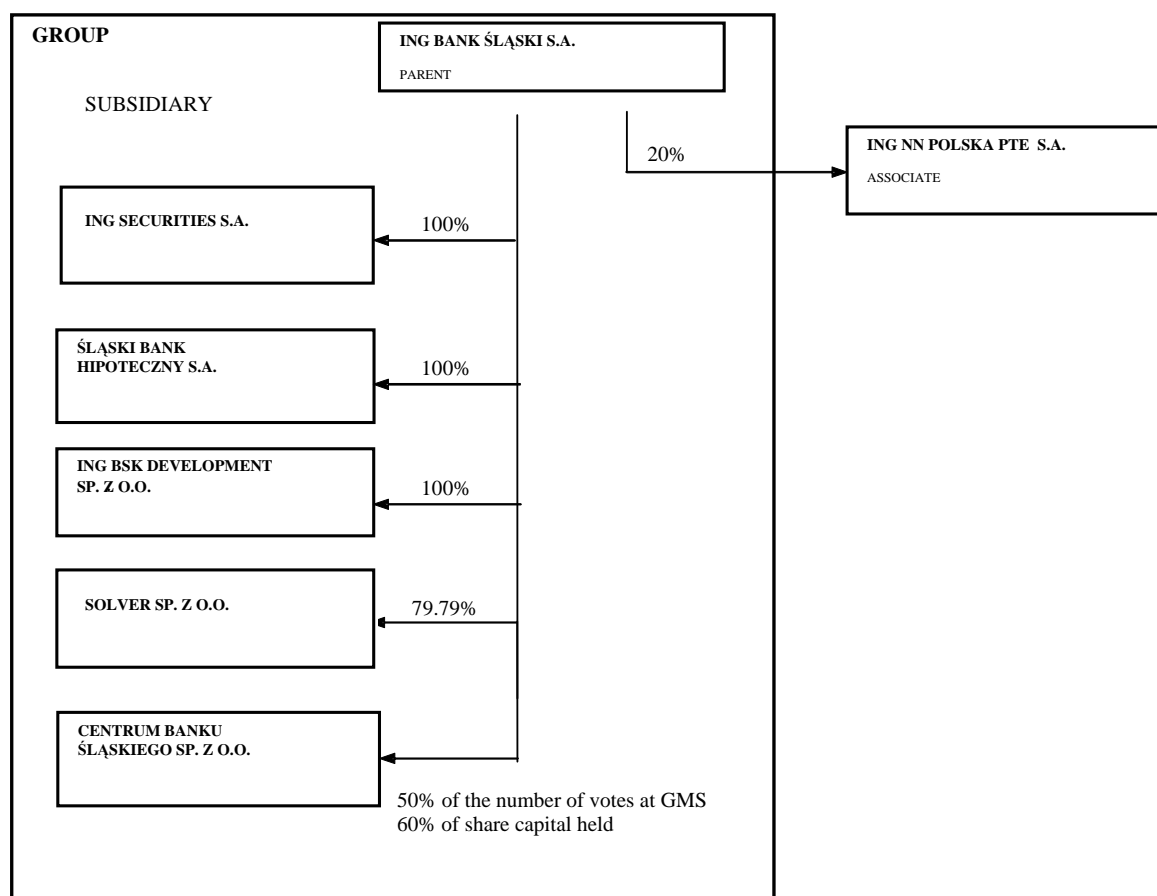 GROUP
ING BANK ŚLĄSKI S.A.
PARENT
SUBSIDIARY
20%
ING NN POLSKA PTE S.A.
ASSOCIATE
ING SECURITIES S.A.
100%
ŚLĄSKI BANK
HIPOTECZNY S.A.
100%
ING BSK DEVELOPMENT
SP. Z O.O.
100%
SOLVER SP. Z O.O.
79.79%
CENTRUM BANKU
ŚLĄSKIEGO SP. Z O.O.
50% of the number of votes at GMS
60% of share capital held